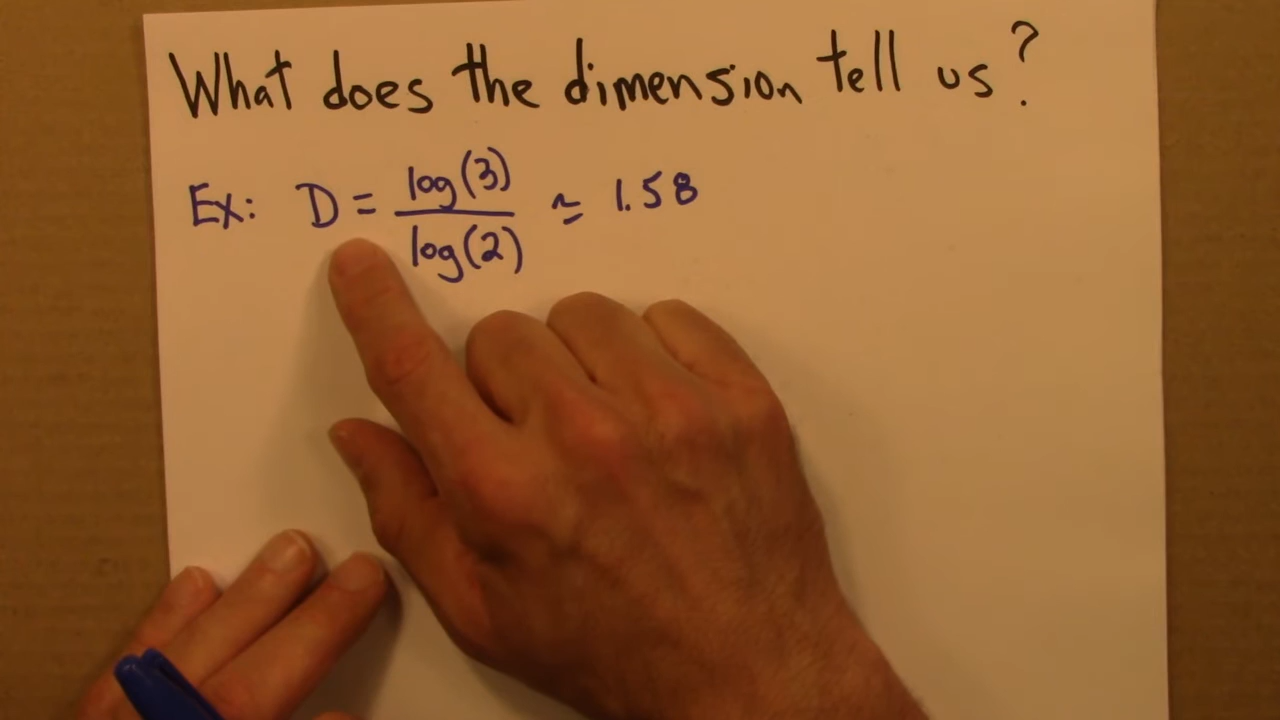 What does the dimension tell us?
Ex: D = log(3)/log(2) ≃ 1.58